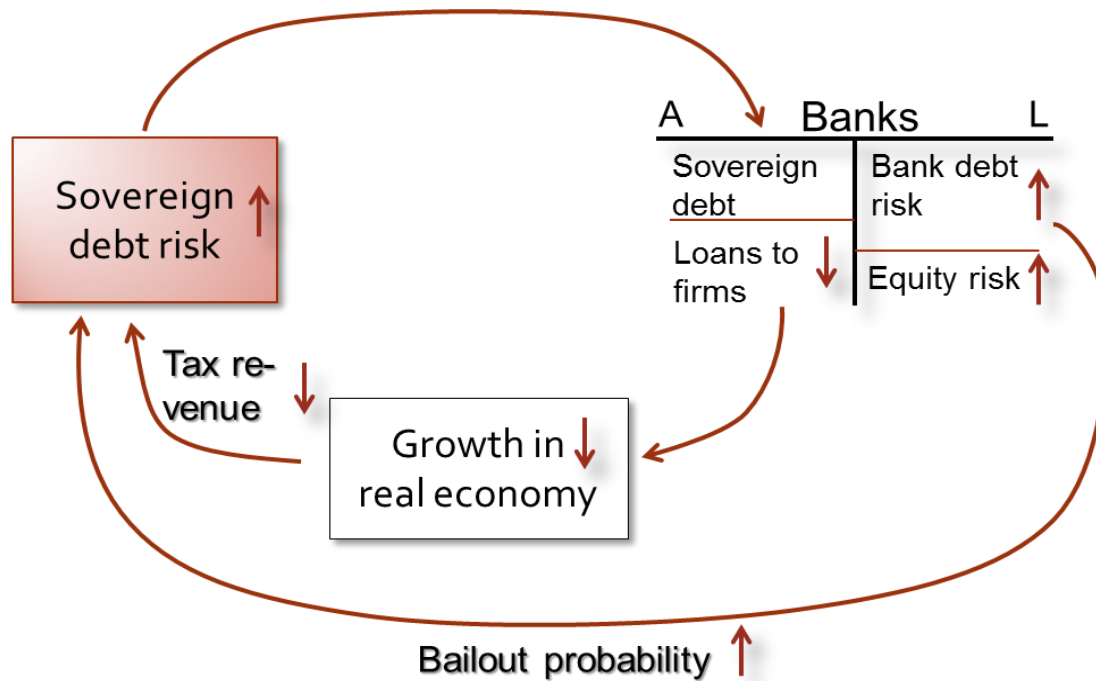 A Banks L
Sovereign
debt
Bank debt
risk
Loans to
firms
Equity risk
Sovereign
debt risk
Tax re-
venue
Growth in
real economy
Bailout probability